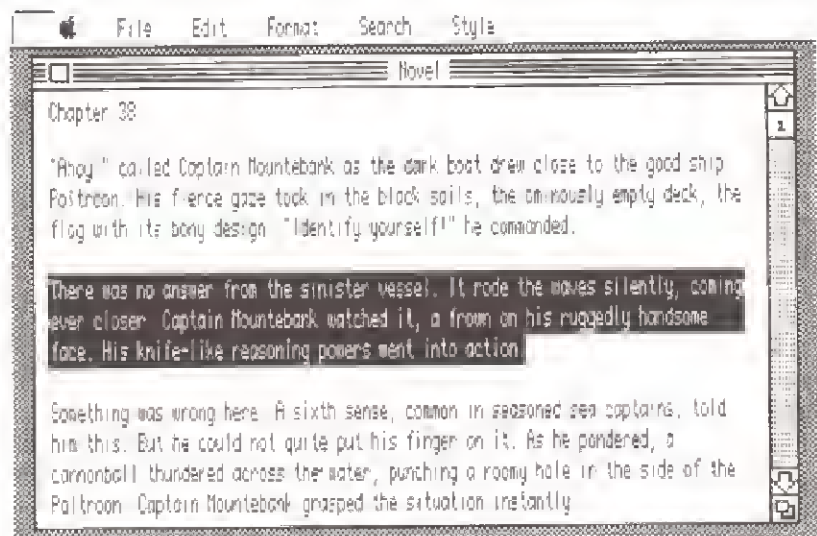 File Edit Format Search Style
Novel
Chapter 38
1
"Ahoy!" called Captain Mountebank as the dark boat drew close to the good ship
Poltroon. His fierce gaze took in the black sails, the ominously empty deck, the
flag with its bony design. "Identify yourself!" he commanded.
There was no answer from the sinister vessel. It rode the waves silently, coming
ever closer. Captain Mountebank watched it, a frown on his ruggedly handsome
face. His knife-like reasoning powers went into action.
Something was wrong here. A sixth sense, common in seasoned sea captains, told
him this. But he could not quite put his finger on it. As he pondered, a
cannonball thundered across the water, punching a roomy hole in the side of the
Poltroon. Captain Mountebank grasped the situation instantly.